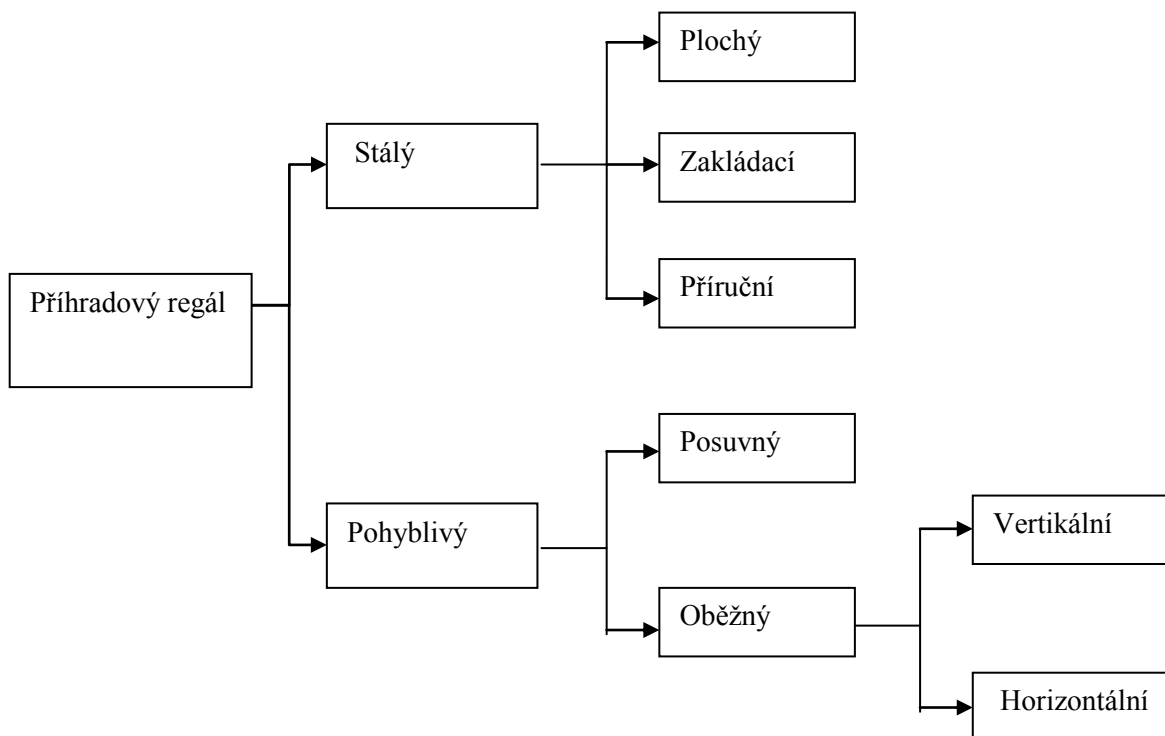 Plochý
Stálý
Zakládací
Příruční
Příhradový regál
Posuvný
Pohyblivý
Vertikální
Oběžný
Horizontální